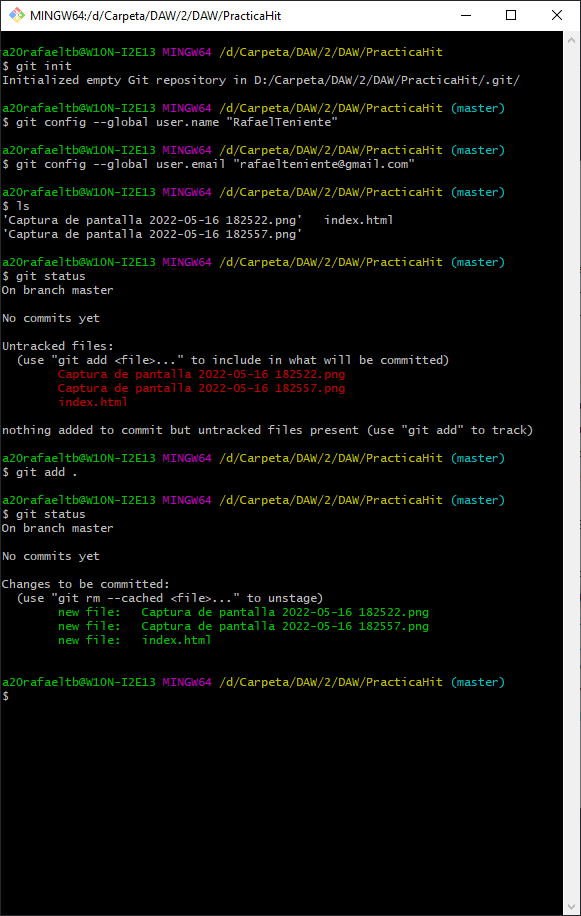 MINGW64:/d/Carpeta/DAW/2/DAW/PracticaHit
a20rafaeltb@W10N-I2E13 MINGW64 /d/Carpeta/DAW/2/DAW/PracticaHit
$ git init
Initialized empty Git repository in D:/Carpeta/DAW/2/DAW/PracticaHit/.git/
a20rafaeltb@W10N-I2E13 MINGW64 /d/Carpeta/DAW/2/DAW/PracticaHit (master)
$ git config --global user.name "RafaelTeniente"
a20rafaeltb@W10N-I2E13 MINGW64 /d/Carpeta/DAW/2/DAW/PracticaHit (master)
$ git config --global user.email "rafaelteniente@gmail.com"
a20rafaeltb@W10N-I2E13 MINGW64 /d/Carpeta/DAW/2/DAW/PracticaHit (master)
$ ls
'Captura de pantalla 2022-05-16 182522.png'   index.html
'Captura de pantalla 2022-05-16 182557.png'
a20rafaeltb@W10N-I2E13 MINGW64 /d/Carpeta/DAW/2/DAW/PracticaHit (master)
$ git status
On branch master
No commits yet
Untracked files:
  (use "git add <file>..." to include in what will be committed)
        Captura de pantalla 2022-05-16 182522.png
        Captura de pantalla 2022-05-16 182557.png
        index.html
nothing added to commit but untracked files present (use "git add" to track)
a20rafaeltb@W10N-I2E13 MINGW64 /d/Carpeta/DAW/2/DAW/PracticaHit (master)
$ git add .
a20rafaeltb@W10N-I2E13 MINGW64 /d/Carpeta/DAW/2/DAW/PracticaHit (master)
$ git status
On branch master
No commits yet
Changes to be committed:
  (use "git rm --cached <file>..." to unstage)
        new file:   Captura de pantalla 2022-05-16 182522.png
        new file:   Captura de pantalla 2022-05-16 182557.png
        new file:   index.html
a20rafaeltb@W10N-I2E13 MINGW64 /d/Carpeta/DAW/2/DAW/PracticaHit (master)
$